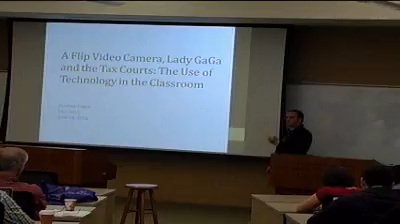 A Flip Video Camera, Lady GaGa
and the Tax Courts: The Use of
Technology in the Classroom